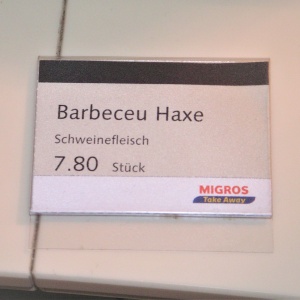 Barbeceu Haxe
Schweinefleisch
7.80 Stück
MIGROS
Take Away